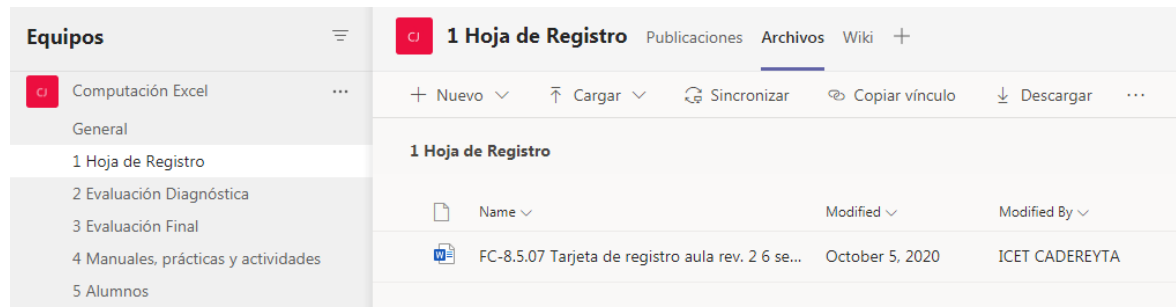 Equipos
CJ Computación Excel ...
General
1 Hoja de Registro
2 Evaluación Diagnóstica
3 Evaluación Final
4 Manuales, prácticas y actividades
5 Alumnos
CJ 1 Hoja de Registro Publicaciones Archivos Wiki +
+ Nuevo Cargar Sincronizar Copiar vínculo Descargar ...
1 Hoja de Registro
Name Modified Modified By
FC-8.5.07 Tarjeta de registro aula rev. 2 6 se... October 5, 2020 ICET CADEREYTA